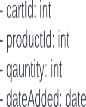 - cartId: int
- productId: int
- qauntity: int
- dateAdded: date